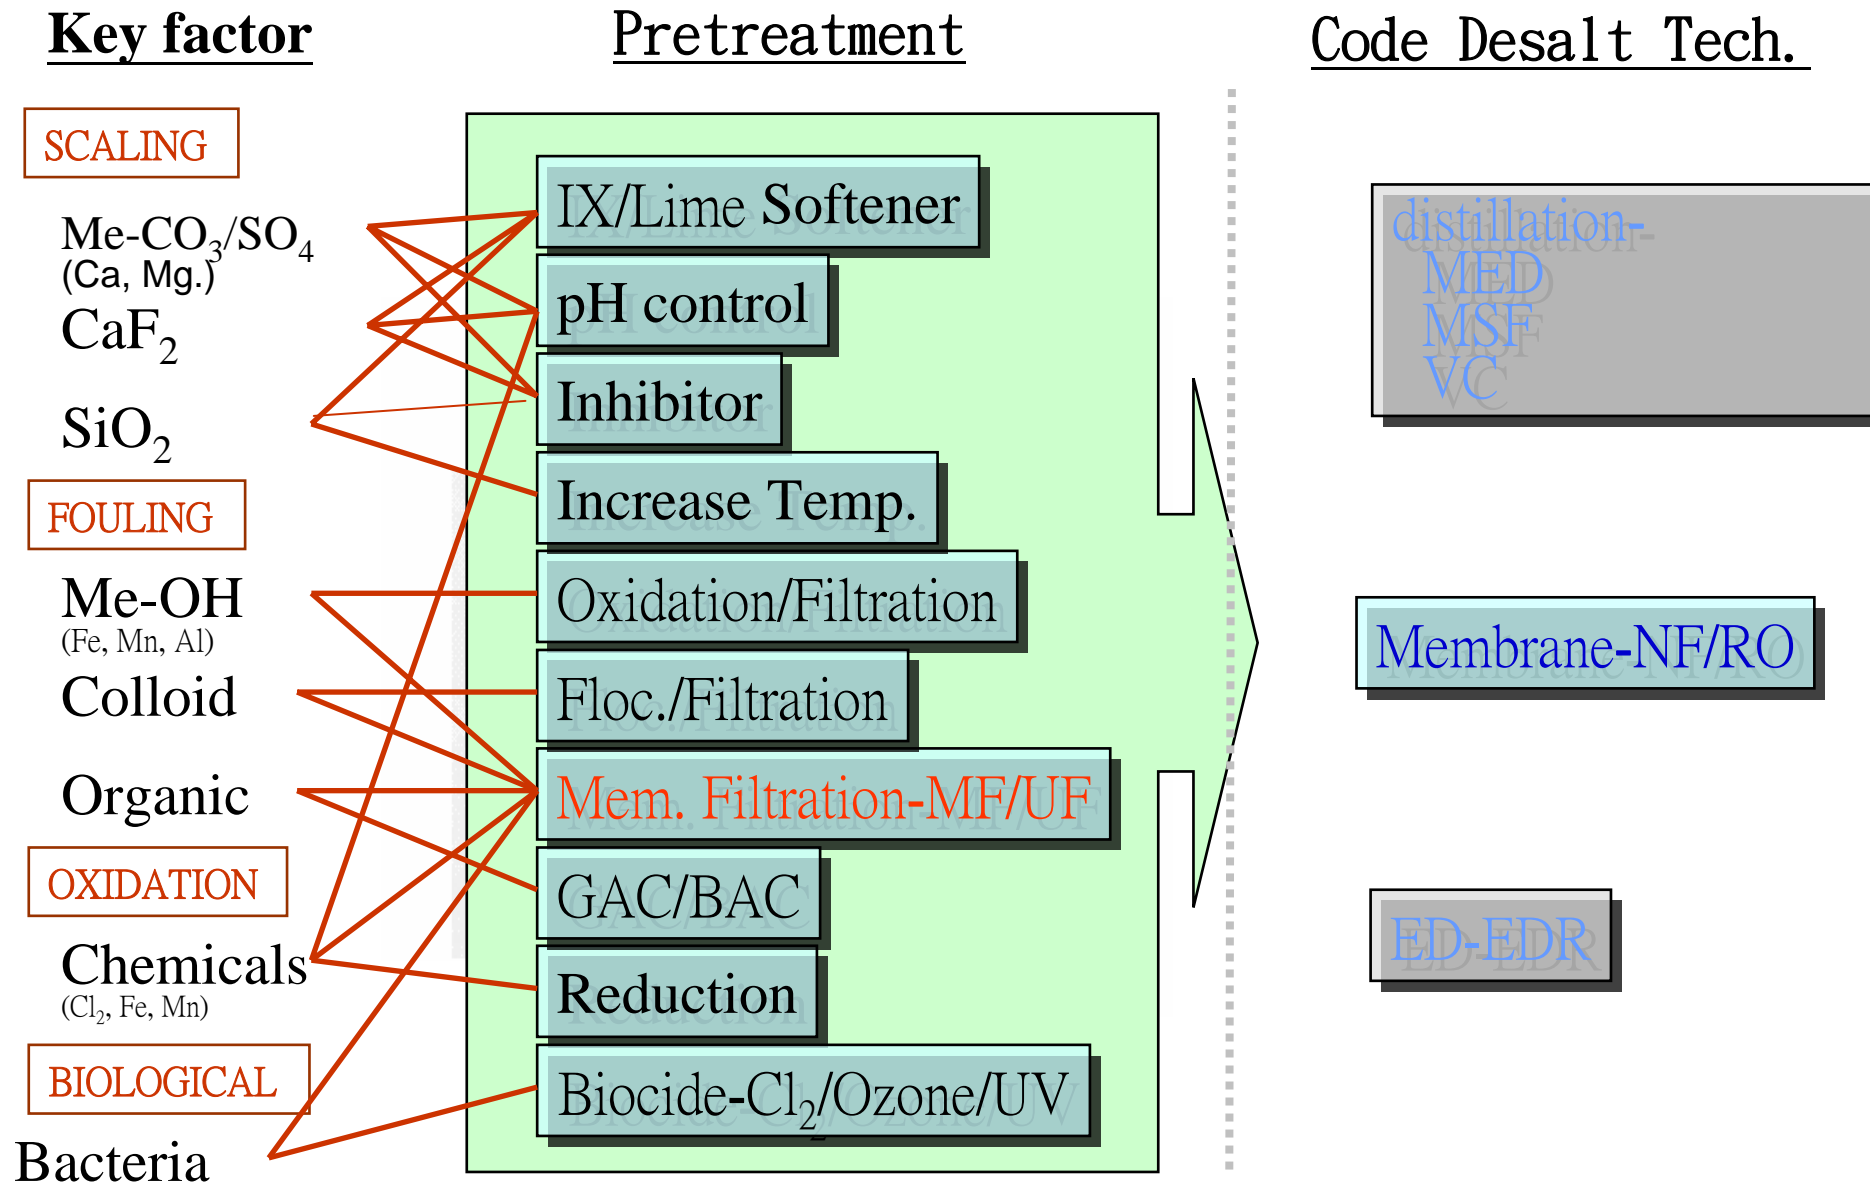 Key factor
Pretreatment
Code Desalt Tech.
SCALING
Me-CO₃/SO₄
(Ca, Mg.)
CaF₂
SiO₂
FOULING
Me-OH
(Fe, Mn, Al)
Colloid
Organic
OXIDATION
Chemicals
(Cl₂, Fe, Mn)
BIOLOGICAL
Bacteria
IX/Lime Softener
pH control
Inhibitor
Increase Temp.
Oxidation/Filtration
Floc./Filtration
Mem. Filtration-MF/UF
GAC/BAC
Reduction
Biocide-Cl₂/Ozone/UV
distillation-
MED
MSF
VC
Membrane-NF/RO
ED-EDR